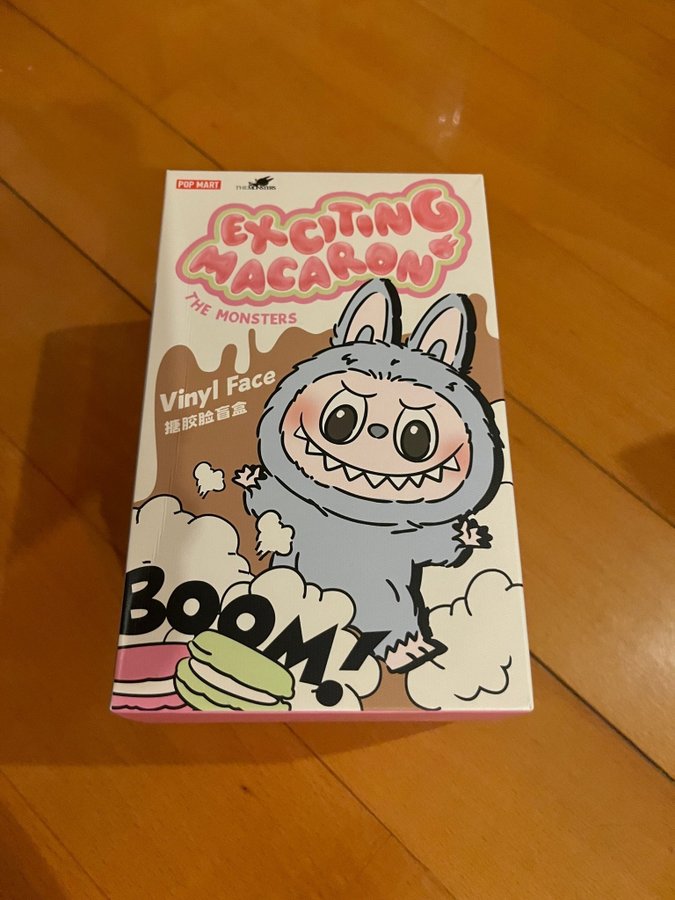 POP MART
THE MONSTERS
EXCITING
MACARON
THE MONSTERS
Vinyl Face
搪胶脸盲盒
BOOM!